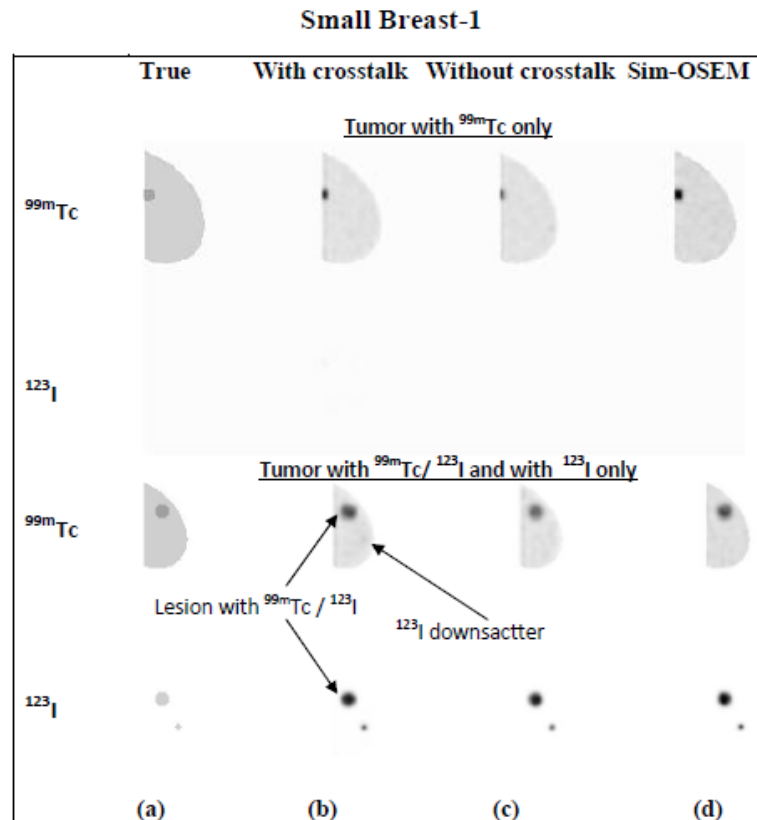 Small Breast-1
True With crosstalk Without crosstalk Sim-OSEM
Tumor with ⁹⁹ᵐTc only
⁹⁹ᵐTc
¹²³I
Tumor with ⁹⁹ᵐTc/ ¹²³I and with ¹²³I only
⁹⁹ᵐTc
Lesion with ⁹⁹ᵐTc / ¹²³I
¹²³I downsactter
¹²³I
(a) (b) (c) (d)